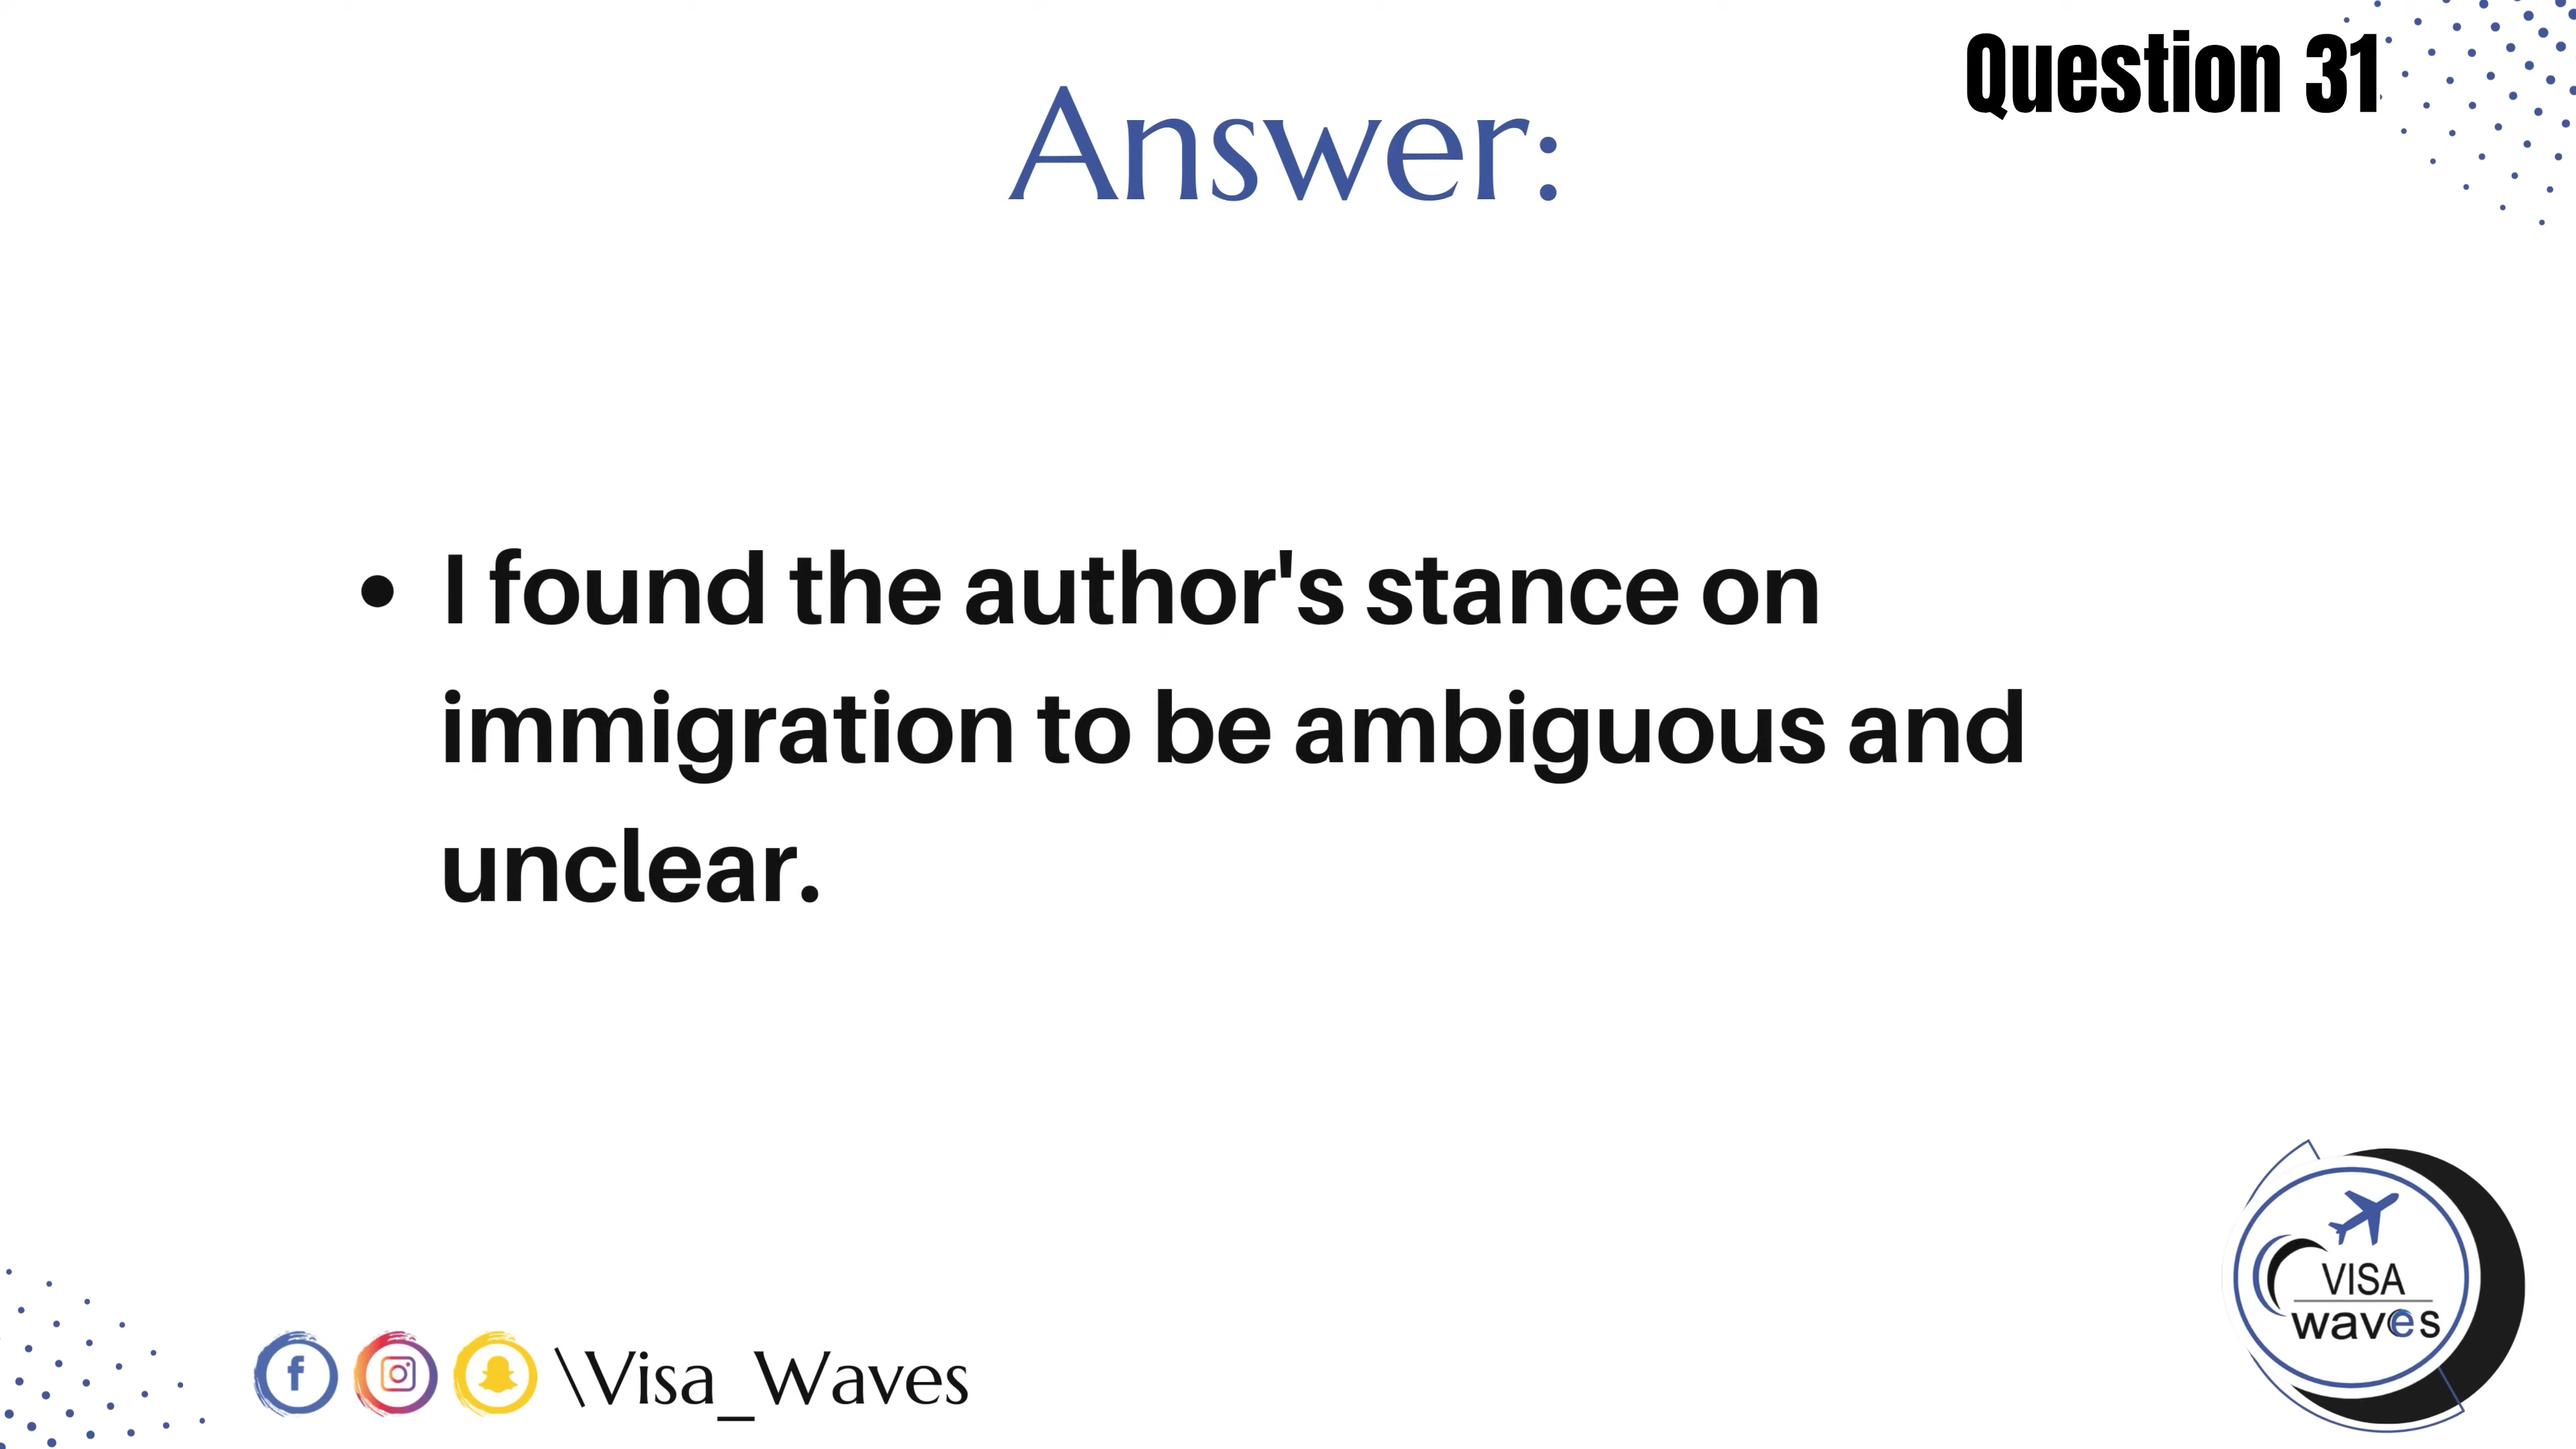 Question 31
Answer:
• I found the author's stance on
immigration to be ambiguous and
unclear.
\Visa_Waves
VISA
waves